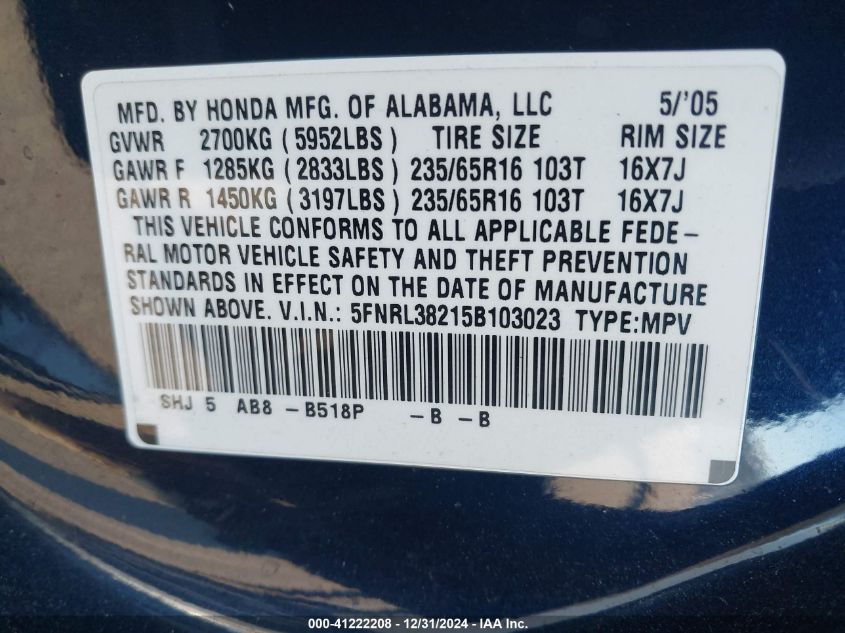 MFD. BY HONDA MFG. OF ALABAMA, LLC 5/'05
GVWR 2700KG (5952LBS) TIRE SIZE RIM SIZE
GAWR F 1285KG (2833LBS) 235/65R16 103T 16X7J
GAWR R 1450KG (3197LBS) 235/65R16 103T 16X7J
THIS VEHICLE CONFORMS TO ALL APPLICABLE FEDE-
RAL MOTOR VEHICLE SAFETY AND THEFT PREVENTION
STANDARDS IN EFFECT ON THE DATE OF MANUFACTURE
SHOWN ABOVE. V.I.N.: 5FNRL38215B103023 TYPE:MPV
SHJ 5 AB8 -B518P -B -B
000-41222208 - 12/31/2024 - IAA Inc.